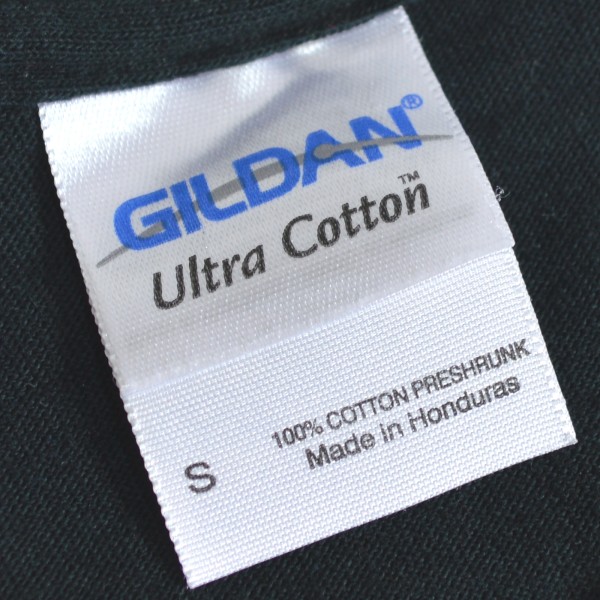 GILDAN®
Ultra Cotton™
S
100% COTTON PRESHRUNK
Made in Honduras